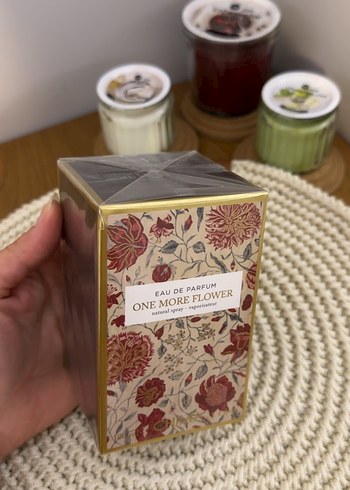 EAU DE PARFUM
ONE MORE FLOWER
natural spray - vaporisateur